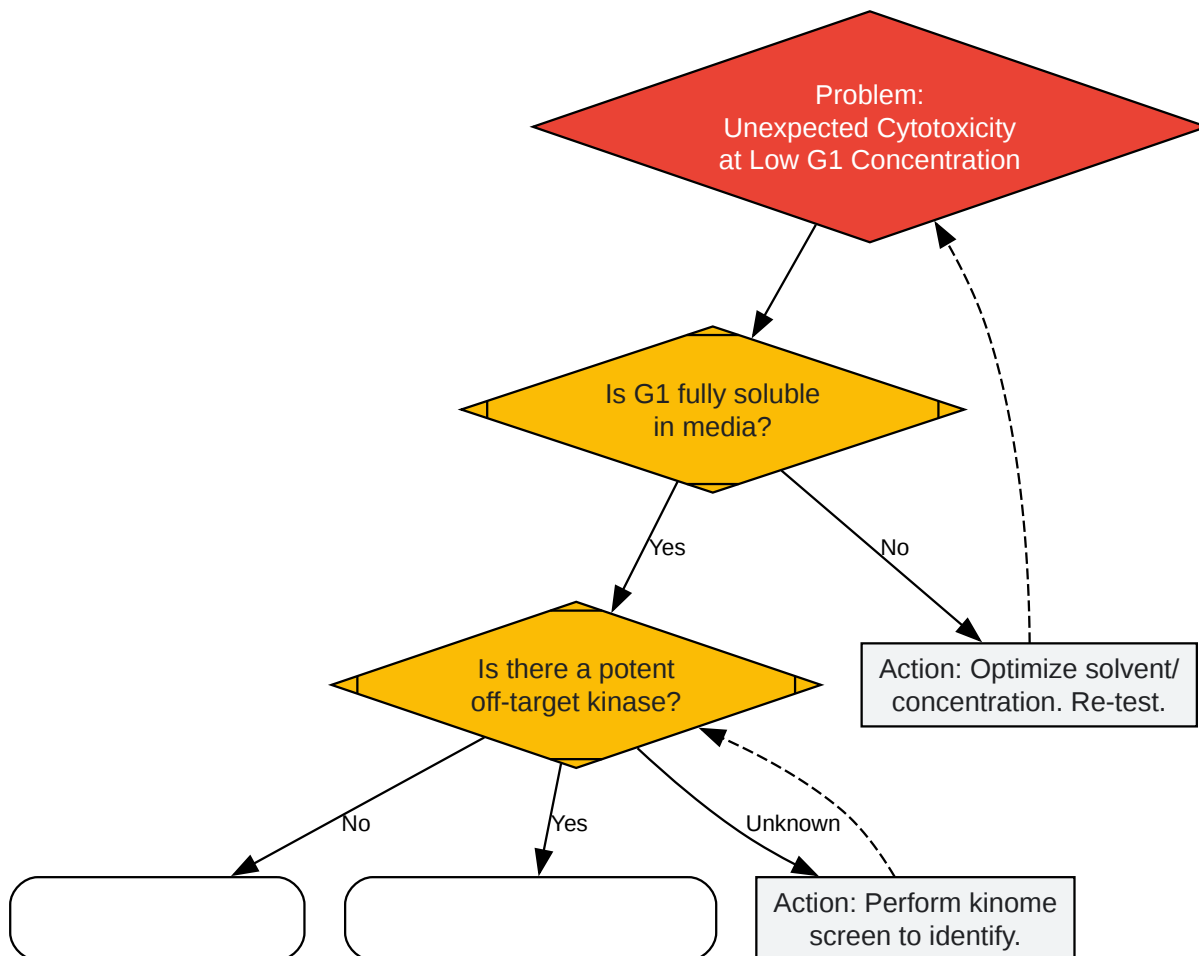 Problem:
Unexpected Cytotoxicity
at Low G1 Concentration
Is G1 fully soluble
in media?
Yes
No
Is there a potent
off-target kinase?
Action: Optimize solvent/
concentration. Re-test.
No
Yes
Unknown
Action: Perform kinome
screen to identify.